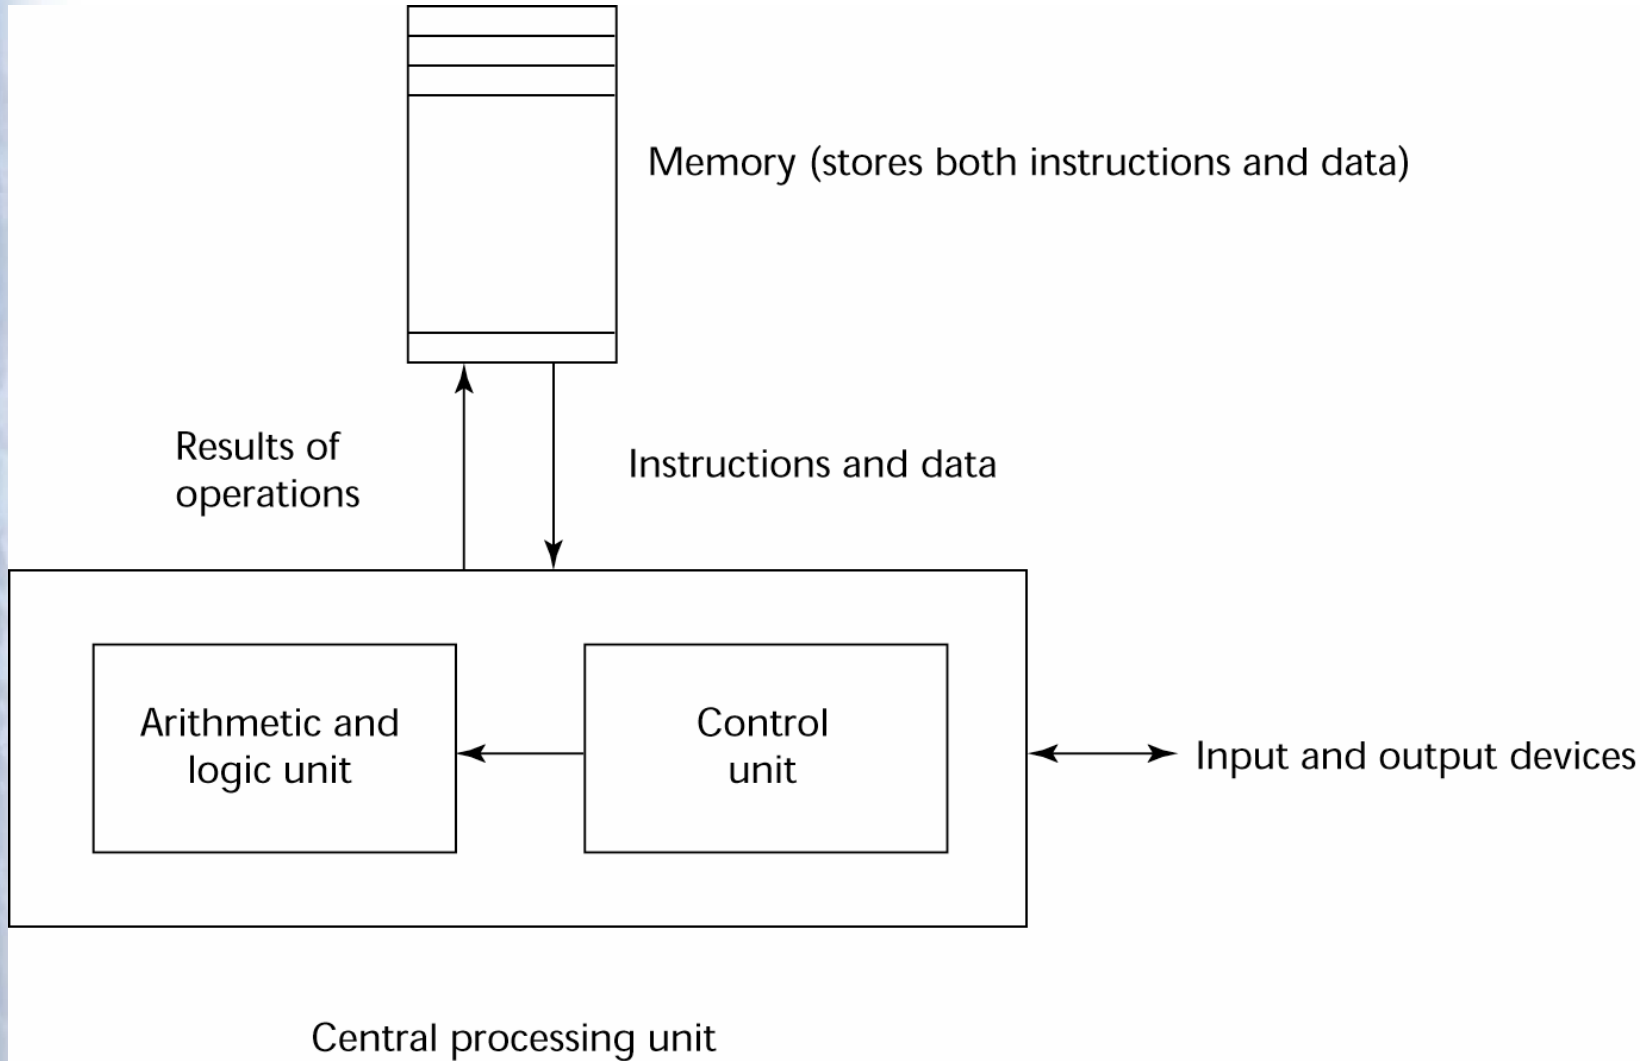 Memory (stores both instructions and data)
Results of
operations
Instructions and data
Arithmetic and
logic unit
Control
unit
Input and output devices
Central processing unit